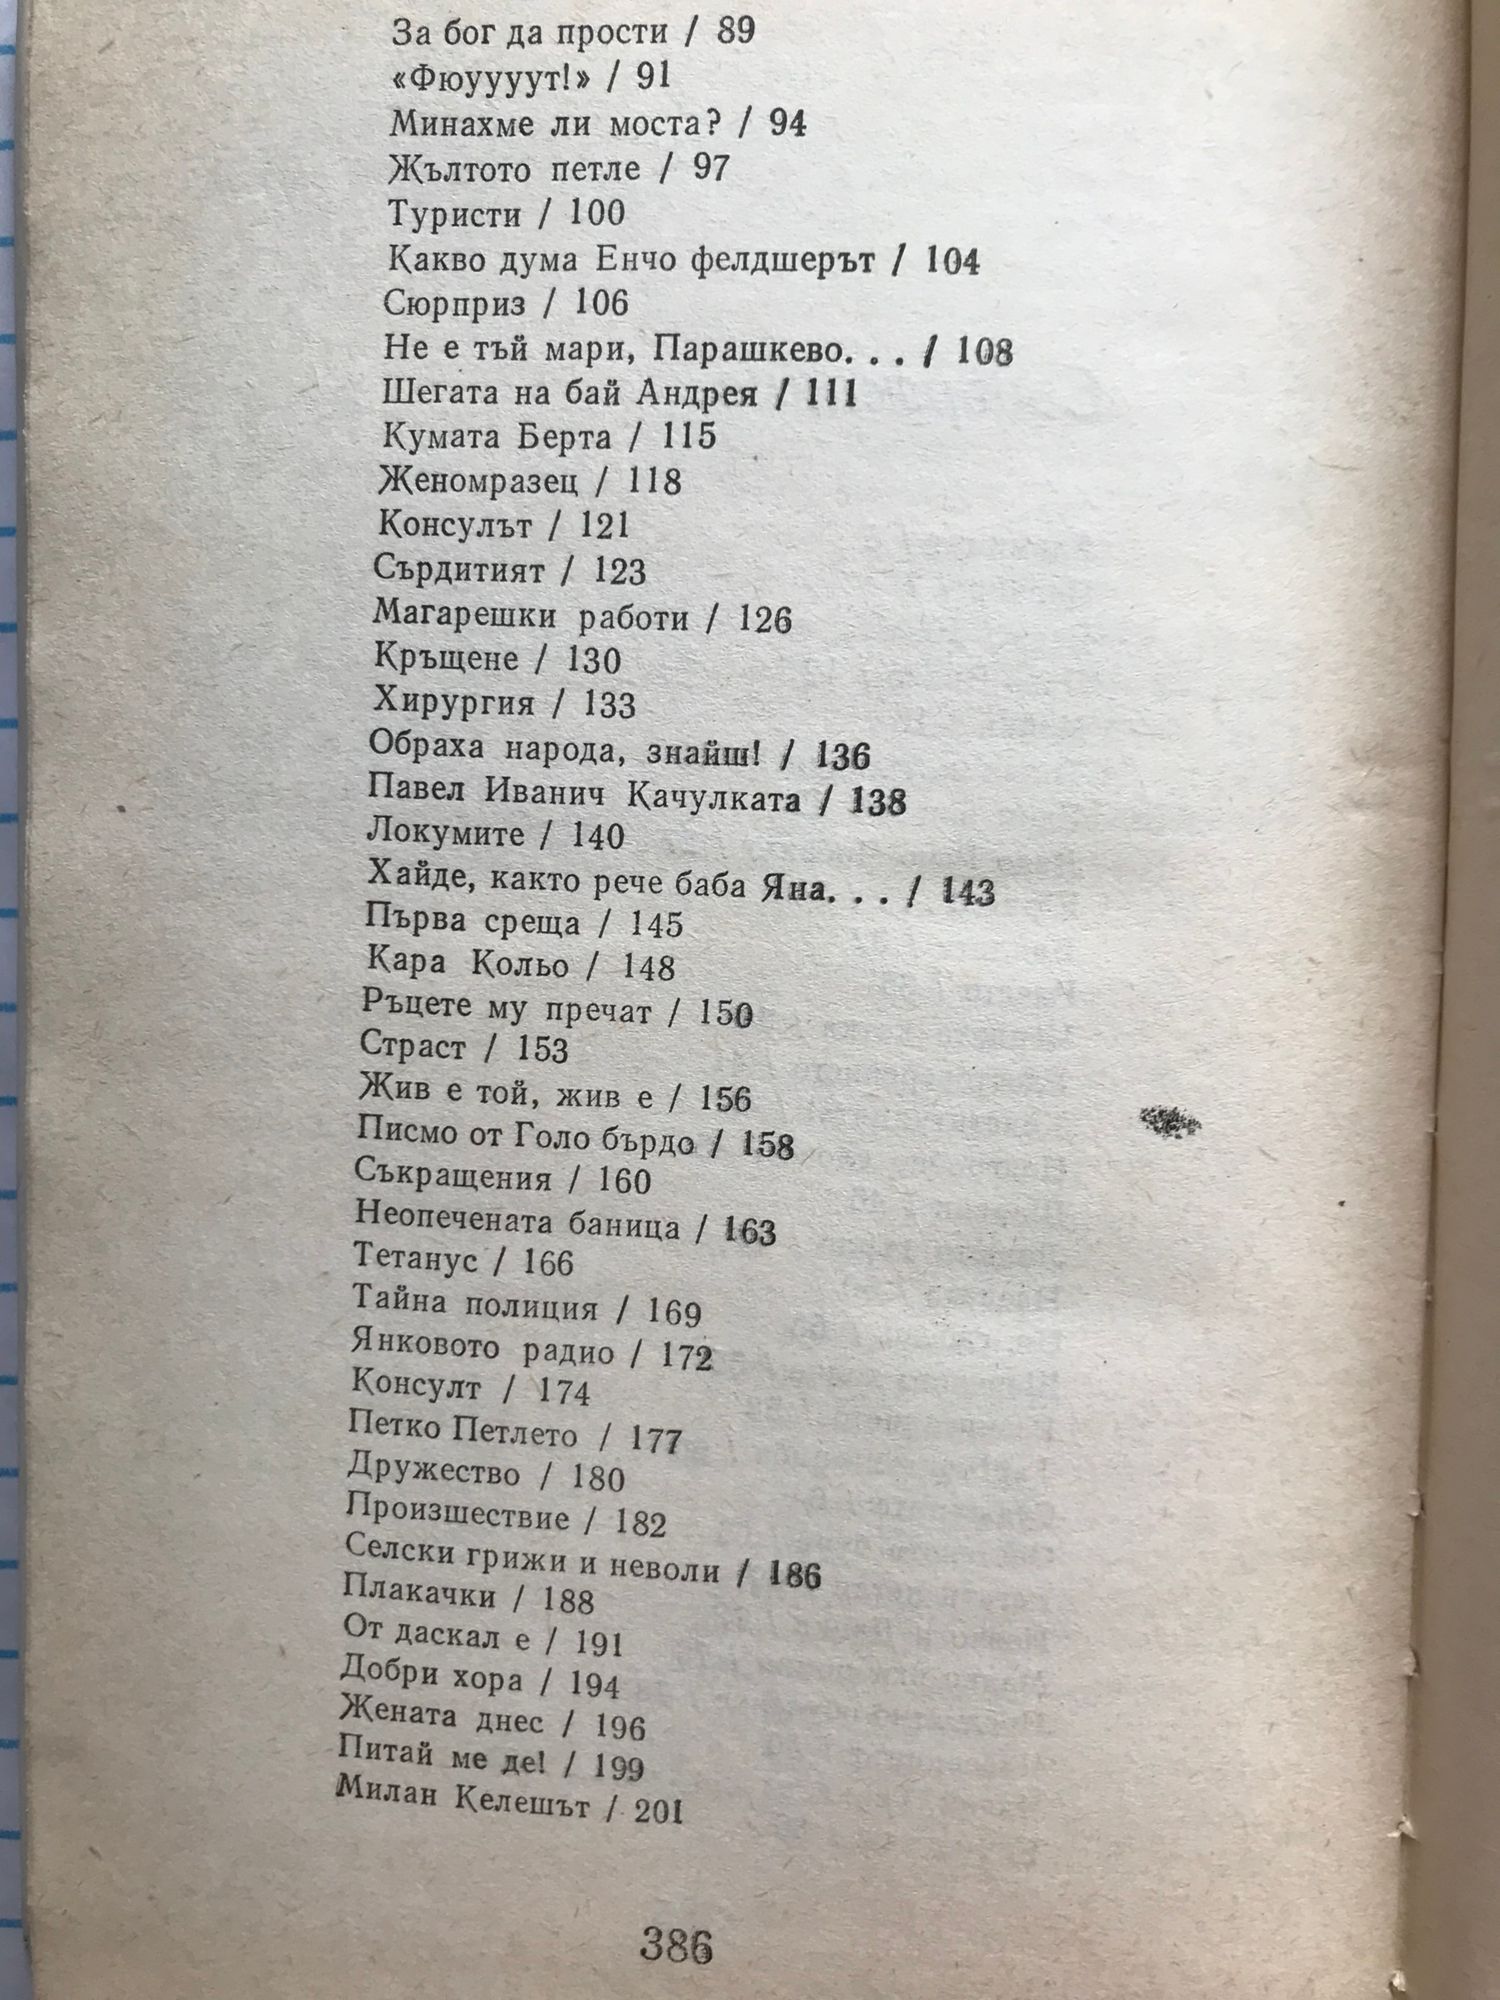 За бог да прости / 89
«Фюуууут!» / 91
Минахме ли моста? / 94
Жълтото петле / 97
Туристи / 100
Какво дума Енчо фелдшерът / 104
Сюрприз / 106
Не е тъй мари, Парашкево. . . / 108
Шегата на бай Андрея / 111
Кумата Берта / 115
Женомразец / 118
Консулът / 121
Сърдитият / 123
Магарешки работи / 126
Кръщене / 130
Хирургия / 133
Обраха народа, знайш! / 136
Павел Иванич Качулката / 138
Локумите / 140
Хайде, както рече баба Яна. . . / 143
Първа среща / 145
Кара Кольо / 148
Ръцете му пречат / 150
Страст / 153
Жив е той, жив е / 156
Писмо от Голо бърдо / 158
Съкращения / 160
Неопечената баница / 163
Тетанус / 166
Тайна полиция / 169
Янковото радио / 172
Консулт / 174
Петко Петлето / 177
Дружество / 180
Произшествие / 182
Селски грижи и неволи / 186
Плакачки / 188
От даскал е / 191
Добри хора / 194
Жената днес / 196
Питай ме де! / 199
Милан Келешът / 201
386